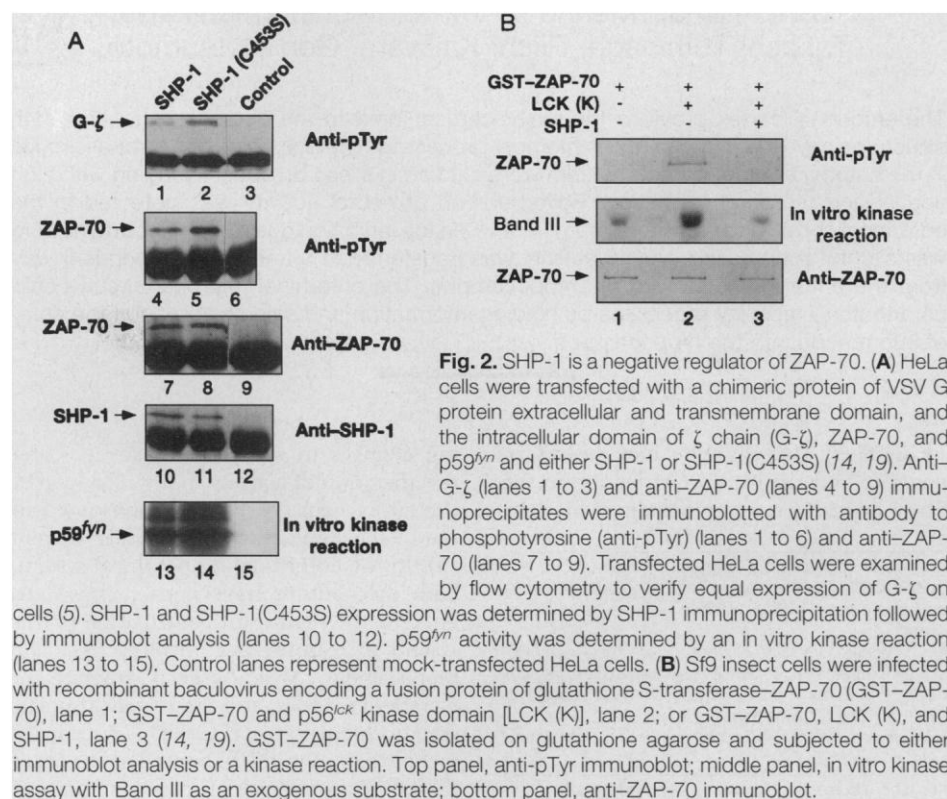 A
SHP-1
SHP-1 (C453S)
Control
G-ζ
Anti-pTyr
1 2 3
ZAP-70
Anti-pTyr
4 5 6
ZAP-70
Anti–ZAP-70
7 8 9
SHP-1
Anti–SHP-1
10 11 12
p59fyn
In vitro kinase
reaction
13 14 15
B
GST–ZAP-70 + + +
LCK (K) - + +
SHP-1 - - +
ZAP-70
Anti-pTyr
Band III
In vitro kinase
reaction
ZAP-70
Anti-ZAP-70
1 2 3
Fig. 2. SHP-1 is a negative regulator of ZAP-70. (A) HeLa
cells were transfected with a chimeric protein of VSV G
protein extracellular and transmembrane domain, and
the intracellular domain of ζ chain (G-ζ), ZAP-70, and
p59fyn and either SHP-1 or SHP-1(C453S) (14, 19). Anti–
G-ζ (lanes 1 to 3) and anti–ZAP-70 (lanes 4 to 9) immu-
noprecipitates were immunoblotted with antibody to
phosphotyrosine (anti-pTyr) (lanes 1 to 6) and anti–ZAP-
70 (lanes 7 to 9). Transfected HeLa cells were examined
by flow cytometry to verify equal expression of G-ζ on
cells (5). SHP-1 and SHP-1(C453S) expression was determined by SHP-1 immunoprecipitation followed
by immunoblot analysis (lanes 10 to 12). p59fyn activity was determined by an in vitro kinase reaction
(lanes 13 to 15). Control lanes represent mock-transfected HeLa cells. (B) Sf9 insect cells were infected
with recombinant baculovirus encoding a fusion protein of glutathione S-transferase–ZAP-70 (GST–ZAP-
70), lane 1; GST–ZAP-70 and p56lck kinase domain [LCK (K)], lane 2; or GST–ZAP-70, LCK (K), and
SHP-1, lane 3 (14, 19). GST–ZAP-70 was isolated on glutathione agarose and subjected to either
immunoblot analysis or a kinase reaction. Top panel, anti-pTyr immunoblot; middle panel, in vitro kinase
assay with Band III as an exogenous substrate; bottom panel, anti–ZAP-70 immunoblot.